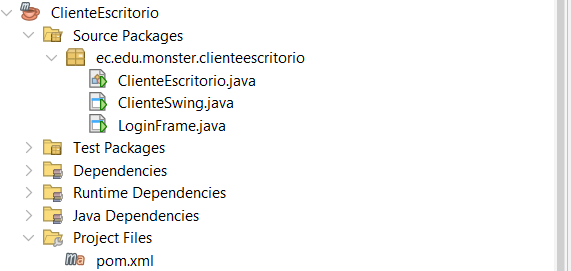 ClienteEscritorio
Source Packages
ec.edu.monster.clienteescritorio
ClienteEscritorio.java
ClienteSwing.java
LoginFrame.java
Test Packages
Dependencies
Runtime Dependencies
Java Dependencies
Project Files
pom.xml